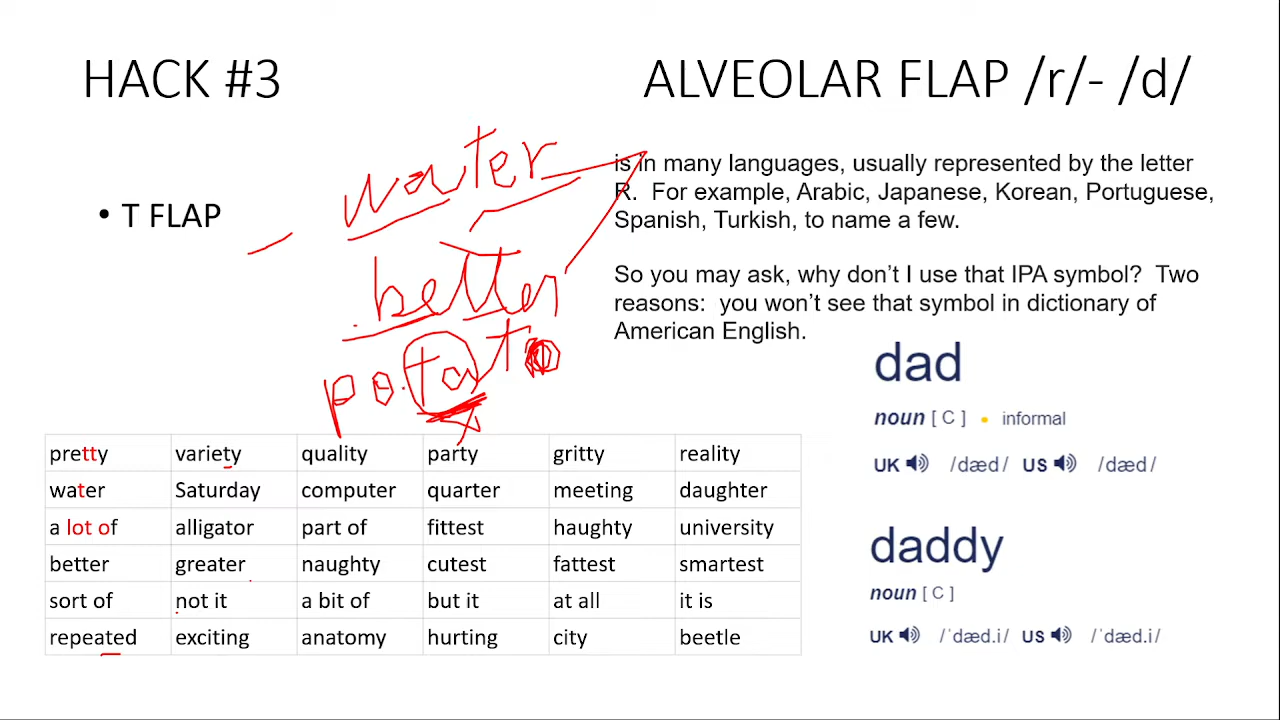 HACK #3
ALVEOLAR FLAP /r/- /d/
• T FLAP
water
better
potato
is in many languages, usually represented by the letter
R. For example, Arabic, Japanese, Korean, Portuguese,
Spanish, Turkish, to name a few.
So you may ask, why don't I use that IPA symbol? Two
reasons: you won't see that symbol in dictionary of
American English.
dad
noun [ C ] • informal
UK /dæd/ US /dæd/
daddy
noun [ C ]
UK /ˈdæd.i/ US /ˈdæd.i/
pretty variety quality party gritty reality
water Saturday computer quarter meeting daughter
a lot of alligator part of fittest haughty university
better greater naughty cutest fattest smartest
sort of not it a bit of but it at all it is
repeated exciting anatomy hurting city beetle